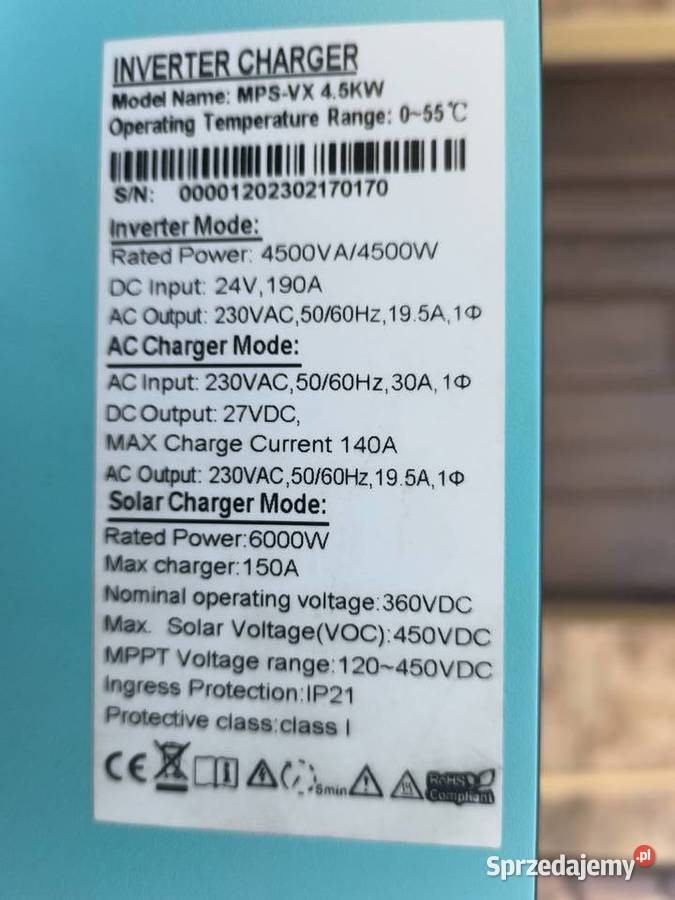 INVERTER CHARGER
Model Name: MPS-VX 4.5KW
Operating Temperature Range: 0~55℃
S/N: 00001202302170170
Inverter Mode:
Rated Power: 4500VA/4500W
DC Input: 24V,190A
AC Output: 230VAC,50/60Hz,19.5A,1Φ
AC Charger Mode:
AC Input: 230VAC,50/60Hz,30A,1Φ
DC Output: 27VDC,
MAX Charge Current 140A
AC Output: 230VAC,50/60Hz,19.5A,1Φ
Solar Charger Mode:
Rated Power:6000W
Max charger:150A
Nominal operating voltage:360VDC
Max. Solar Voltage(VOC):450VDC
MPPT Voltage range:120~450VDC
Ingress Protection:IP21
Protective class:class I
CE 5min RoHS
Compliant
Sprzedajemy.pl